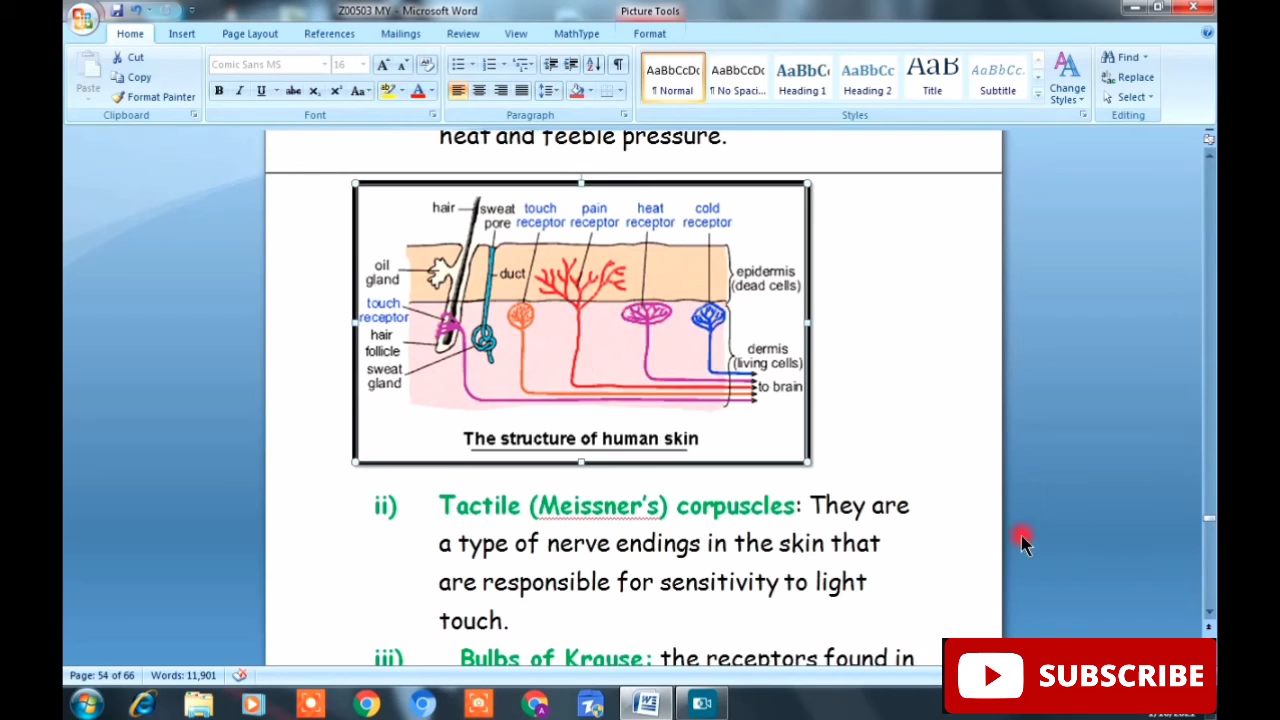 Z00503 MY - Microsoft Word
Picture Tools
Home Insert Page Layout References Mailings Review View MathType Format
Cut
Copy
Paste
Format Painter
Clipboard
Comic Sans MS 16
Font
Paragraph
AaBbCcDc AaBbCcDc AaBbC AaBbCc AaB AaBbCc.
¶ Normal ¶ No Spaci... Heading 1 Heading 2 Title Subtitle
Change Styles
Styles
Find
Replace
Select
Editing
heat and feeble pressure.
hair
sweat pore
touch receptor
pain receptor
heat receptor
cold receptor
oil gland
duct
epidermis (dead cells)
touch receptor
hair follicle
sweat gland
dermis (living cells)
to brain
The structure of human skin
ii) Tactile (Meissner's) corpuscles: They are
a type of nerve endings in the skin that
are responsible for sensitivity to light
touch.
iii) Bulbs of Krause: the receptors found in
Page: 54 of 66 Words: 11,901
SUBSCRIBE